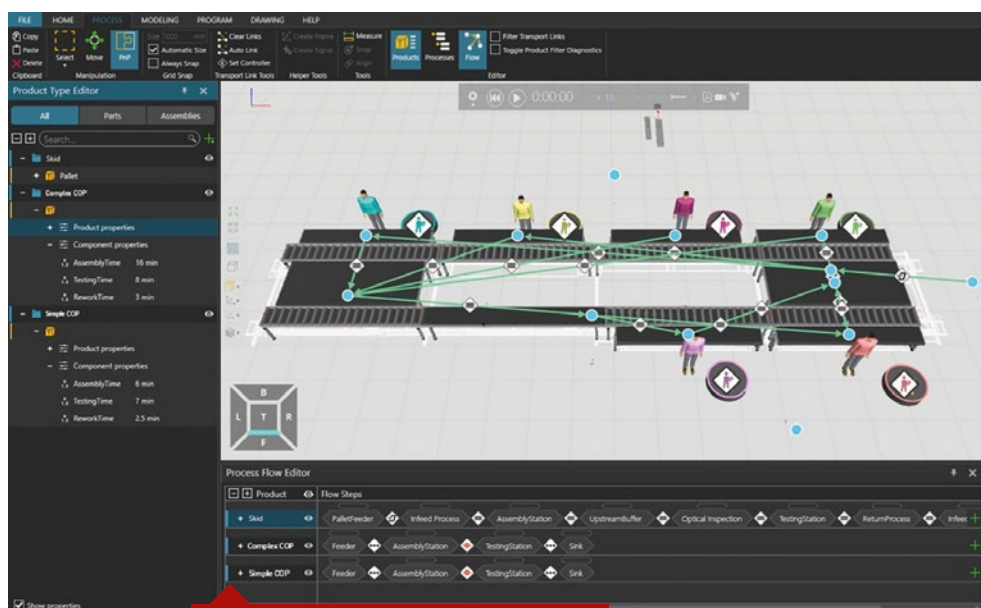 FILE HOME PROCESS MODELING PROGRAM DRAWING HELP
Copy
Paste
Delete
Clipboard
Select Move PnP
Manipulation
Size 1000 mm
Automatic Size
Always Snap
Grid Snap
Clear Links
Auto Link
Set Controller
Transport Link Tools
Create Frame
Create Signal
Helper Tools
Measure
Snap
Align
Tools
Products Processes Flow
Filter Transport Links
Toggle Product Filter Diagnostics
Editor
Product Type Editor
All Parts Assemblies
Search...
Skid
Pallet
Complex COP
Product properties
Component properties
AssemblyTime 16 min
TestingTime 8 min
ReworkTime 3 min
Simple COP
Product properties
Component properties
AssemblyTime 6 min
TestingTime 7 min
ReworkTime 2.5 min
Show properties
0:00:00
B
L T R
F
Process Flow Editor
Product Flow Steps
Skid PalletFeeder Infeed Process AssemblyStation UpstreamBuffer Optical Inspection TestingStation ReturnProcess Infeed
Complex COP Feeder AssemblyStation TestingStation Sink
Simple COP Feeder AssemblyStation TestingStation Sink